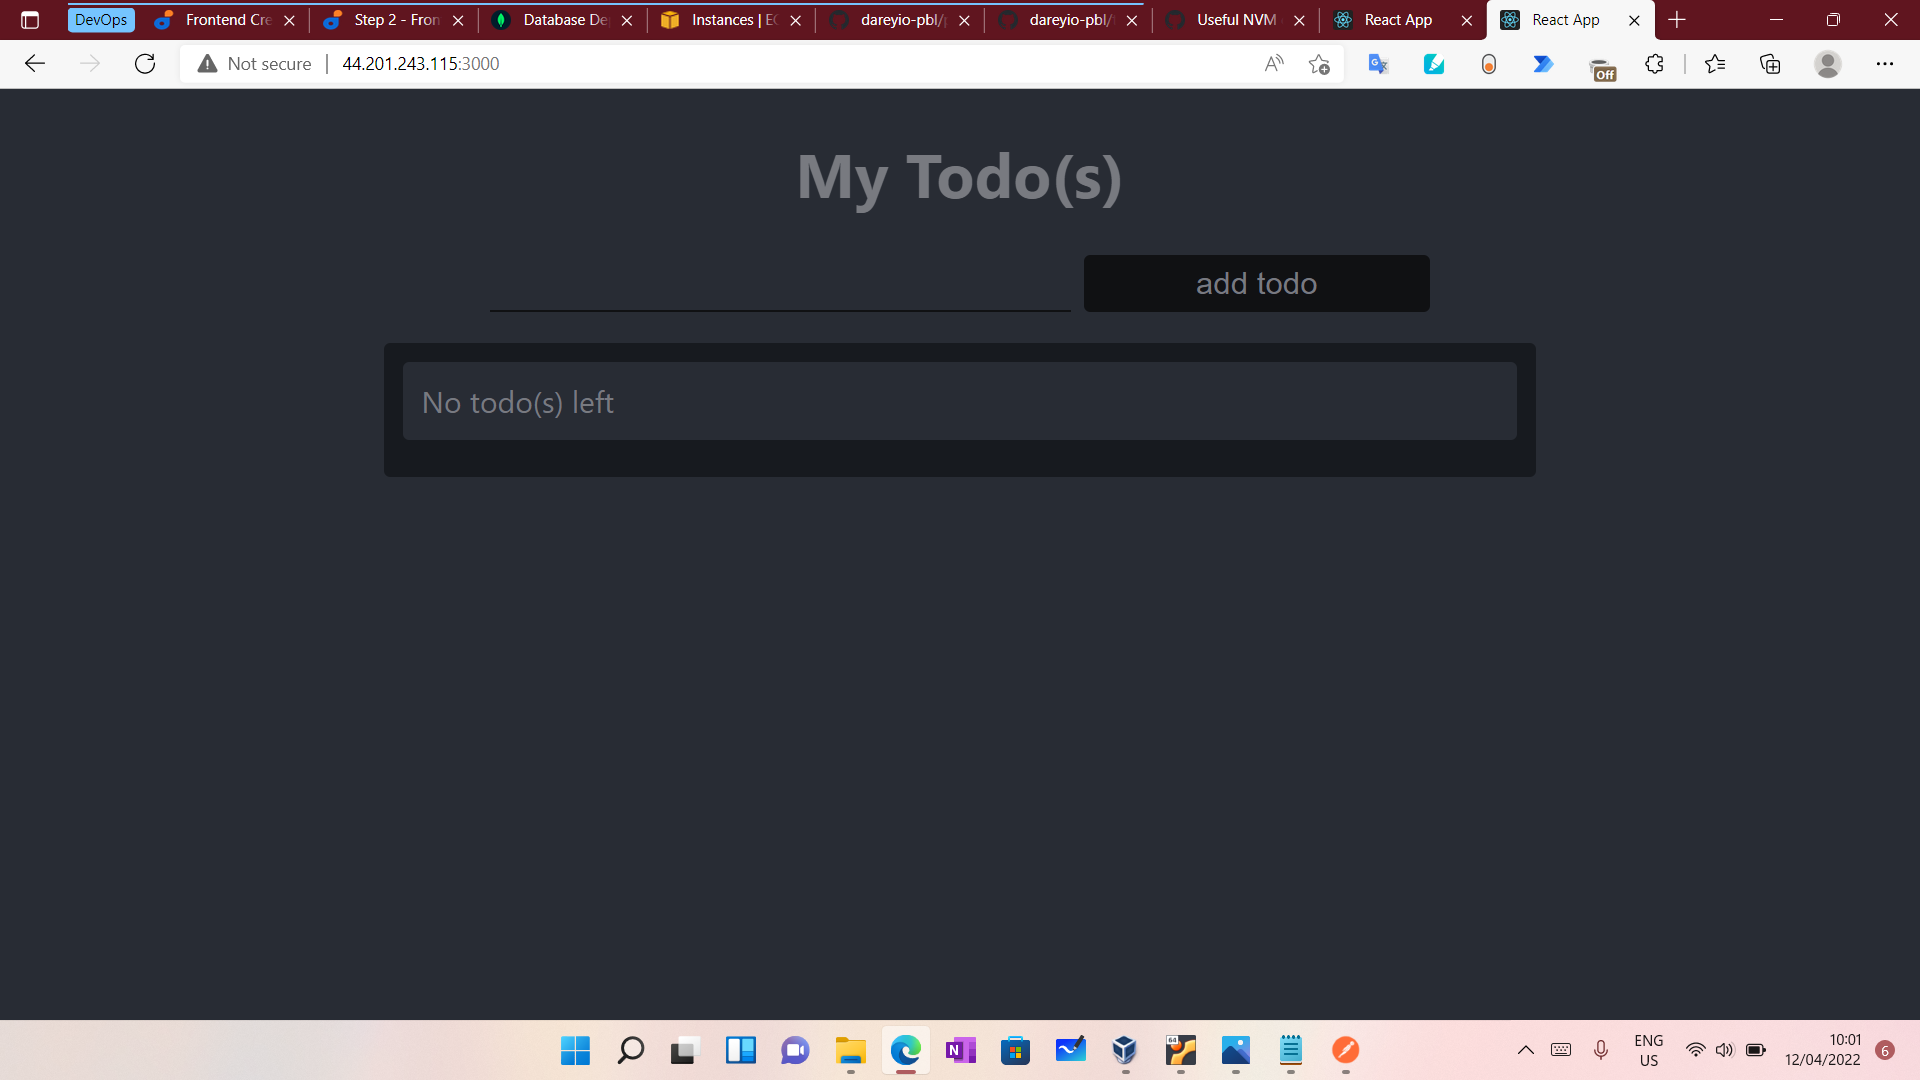 DevOps
Frontend Cre
Step 2 - Fron
Database De
Instances | EC
dareyio-pbl/
dareyio-pbl/
Useful NVM
React App
React App
Not secure
44.201.243.115:3000
Off
My Todo(s)
add todo
No todo(s) left
N
64
ENG
US
10:01
12/04/2022
6